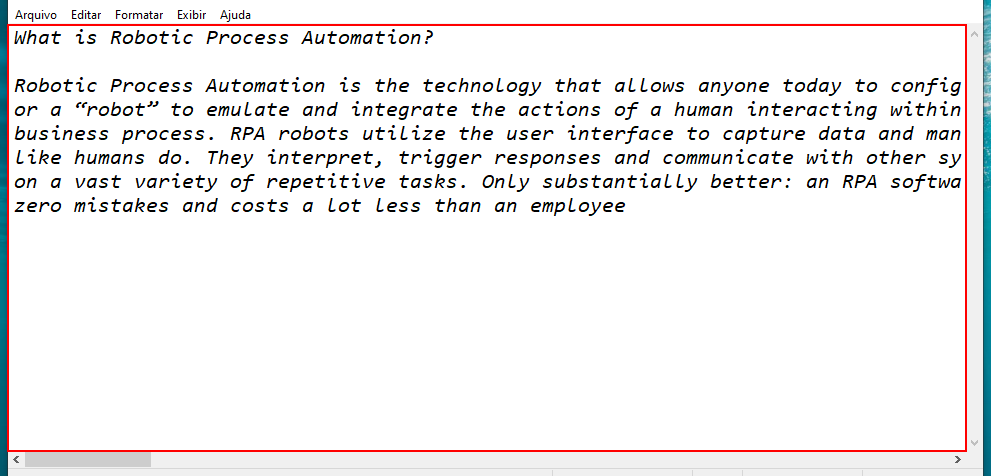 Arquivo Editar Formatar Exibir Ajuda
What is Robotic Process Automation?
Robotic Process Automation is the technology that allows anyone today to config
or a “robot” to emulate and integrate the actions of a human interacting within
business process. RPA robots utilize the user interface to capture data and man
like humans do. They interpret, trigger responses and communicate with other sy
on a vast variety of repetitive tasks. Only substantially better: an RPA softwa
zero mistakes and costs a lot less than an employee